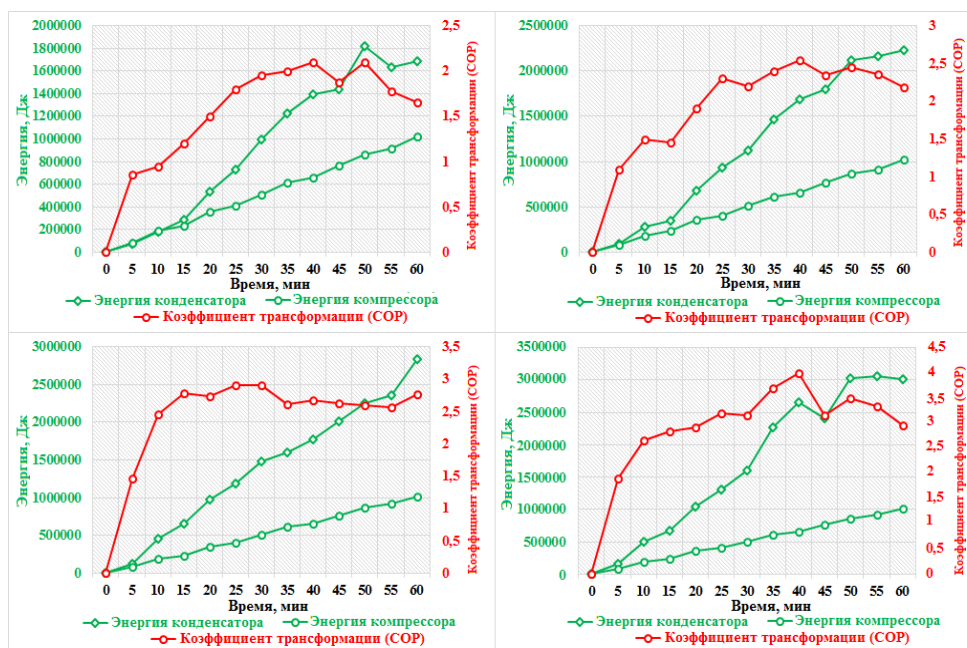 2000000
1800000
1600000
1400000
1200000
1000000
800000
600000
400000
200000
0
Энергия, Дж
2,5
2
1,5
1
0,5
0
Коэффициент трансформации (COP)
0 5 10 15 20 25 30 35 40 45 50 55 60
Время, мин
Энергия конденсатора Энергия компрессора
Коэффициент трансформации (COP)
2500000
2000000
1500000
1000000
500000
0
Энергия, Дж
3
2,5
2
1,5
1
0,5
0
Коэффициент трансформации (COP)
0 5 10 15 20 25 30 35 40 45 50 55 60
Время, мин
Энергия конденсатора Энергия компрессора
Коэффициент трансформации (COP)
3000000
2500000
2000000
1500000
1000000
500000
0
Энергия, Дж
3,5
3
2,5
2
1,5
1
0,5
0
Коэффициент трансформации (COP)
0 5 10 15 20 25 30 35 40 45 50 55 60
Время, мин
Энергия конденсатора Энергия компрессора
Коэффициент трансформации (COP)
3500000
3000000
2500000
2000000
1500000
1000000
500000
0
Энергия, Дж
4,5
4
3,5
3
2,5
2
1,5
1
0,5
0
Коэффициент трансформации (COP)
0 5 10 15 20 25 30 35 40 45 50 55 60
Время, мин
Энергия конденсатора Энергия компрессора
Коэффициент трансформации (COP)